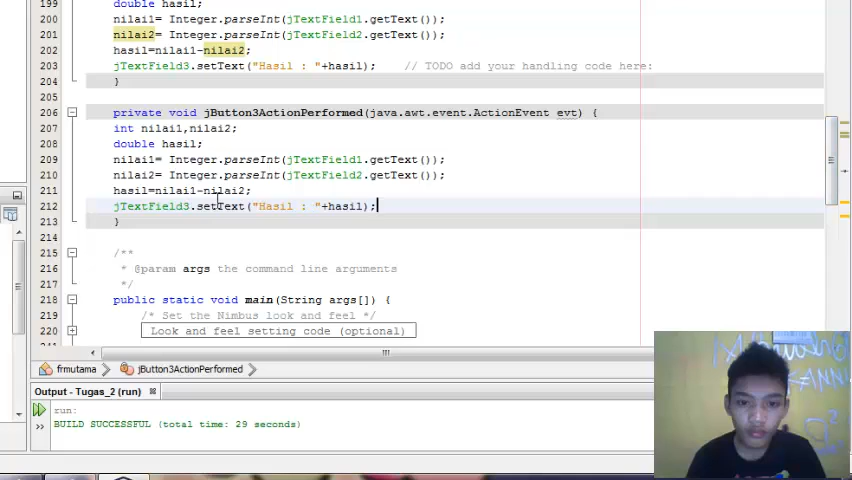 199
double hasil;
200
nilai1= Integer.parseInt(jTextField1.getText());
201
nilai2= Integer.parseInt(jTextField2.getText());
202
hasil=nilai1-nilai2;
203
jTextField3.setText("Hasil : "+hasil);    // TODO add your handling code here:
204
}
206
private void jButton3ActionPerformed(java.awt.event.ActionEvent evt) {
207
int nilai1,nilai2;
208
double hasil;
209
nilai1= Integer.parseInt(jTextField1.getText());
210
nilai2= Integer.parseInt(jTextField2.getText());
211
hasil=nilai1-nilai2;
212
jTextField3.setText("Hasil : "+hasil);
213
}
215
/**
216
* @param args the command line arguments
217
*/
218
public static void main(String args[]) {
219
/* Set the Nimbus look and feel */
220
Look and feel setting code (optional)
frmutama
jButton3ActionPerformed
Output - Tugas_2 (run)
run:
BUILD SUCCESSFUL (total time: 29 seconds)